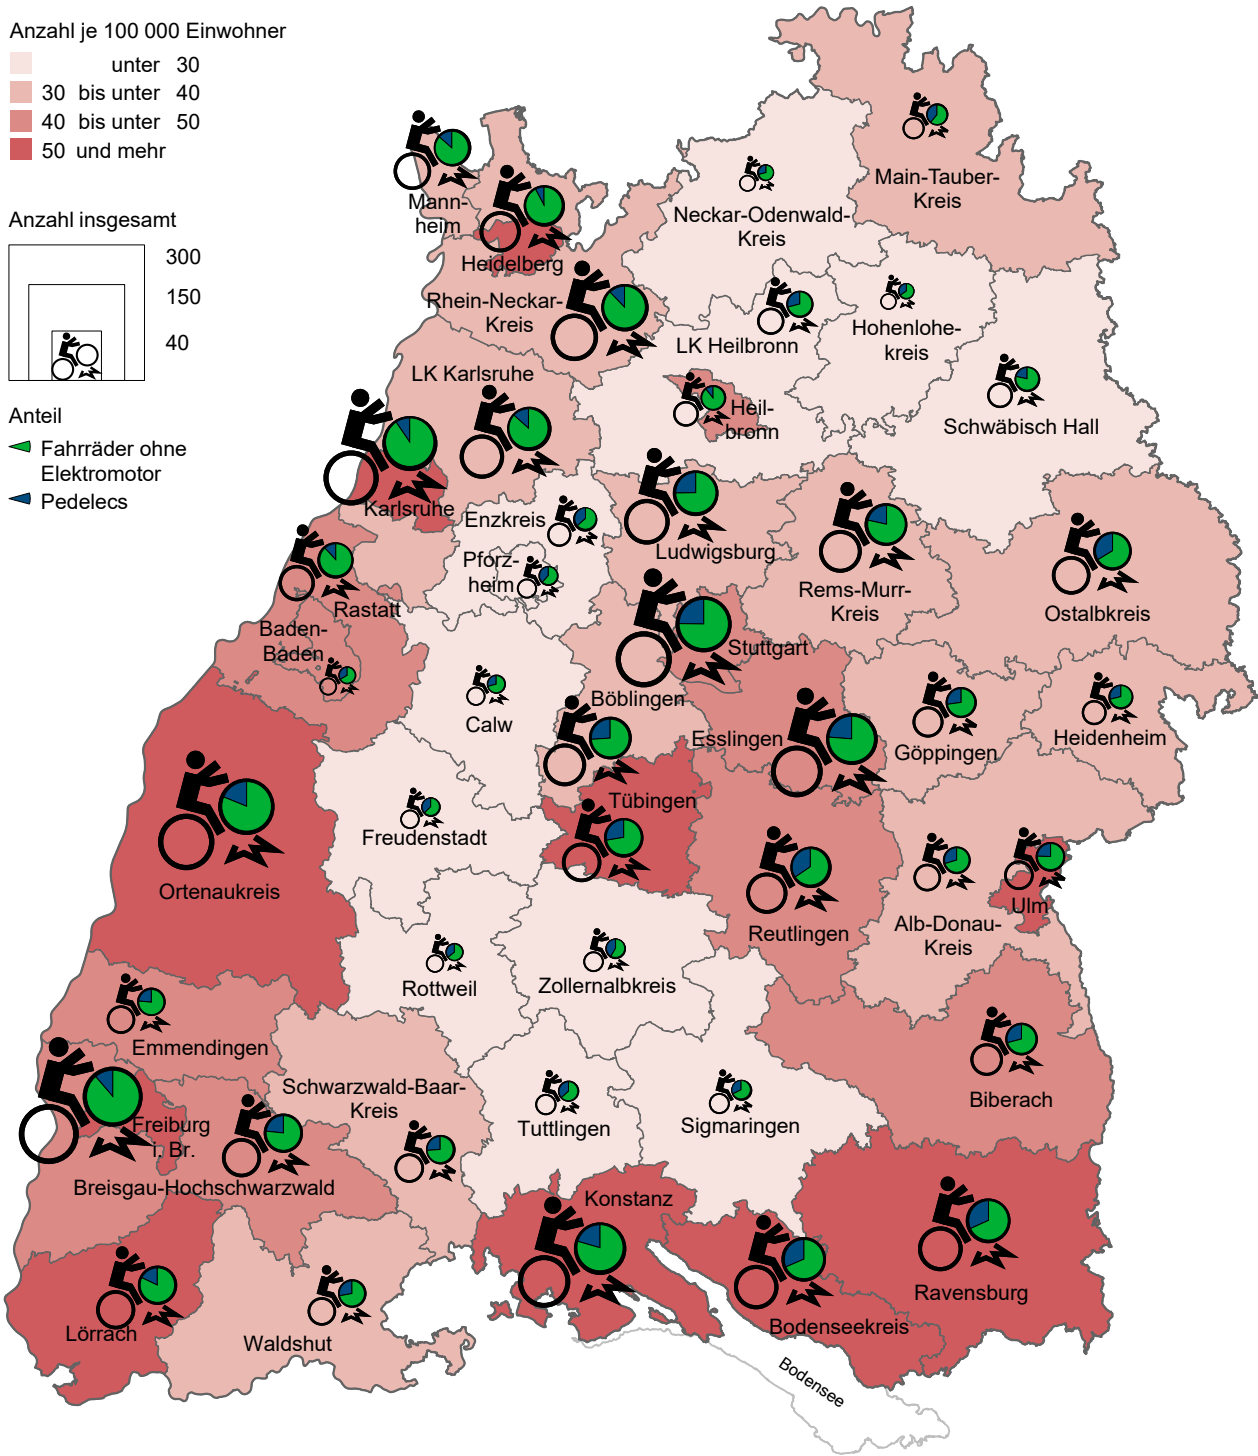 Anzahl je 100 000 Einwohner
unter 30
30 bis unter 40
40 bis unter 50
50 und mehr
Anzahl insgesamt
300
150
40
Anteil
Fahrräder ohne
Elektromotor
Pedelecs
Main-Tauber-
Kreis
Mann-
heim
Neckar-Odenwald-
Kreis
Heidelberg
Rhein-Neckar-
Kreis
LK Heilbronn
Hohenlohe-
kreis
LK Karlsruhe
Heil-
bronn
Schwäbisch Hall
Karlsruhe
Enzkreis
Ludwigsburg
Pforz-
heim
Rems-Murr-
Kreis
Ostalbkreis
Rastatt
Baden-
Baden
Stuttgart
Böblingen
Calw
Esslingen
Göppingen
Heidenheim
Tübingen
Freudenstadt
Ortenaukreis
Reutlingen
Alb-Donau-
Kreis
Ulm
Rottweil
Zollernalbkreis
Emmendingen
Schwarzwald-Baar-
Kreis
Biberach
Freiburg
i. Br.
Tuttlingen
Sigmaringen
Breisgau-Hochschwarzwald
Konstanz
Ravensburg
Lörrach
Waldshut
Bodenseekreis
Bodensee